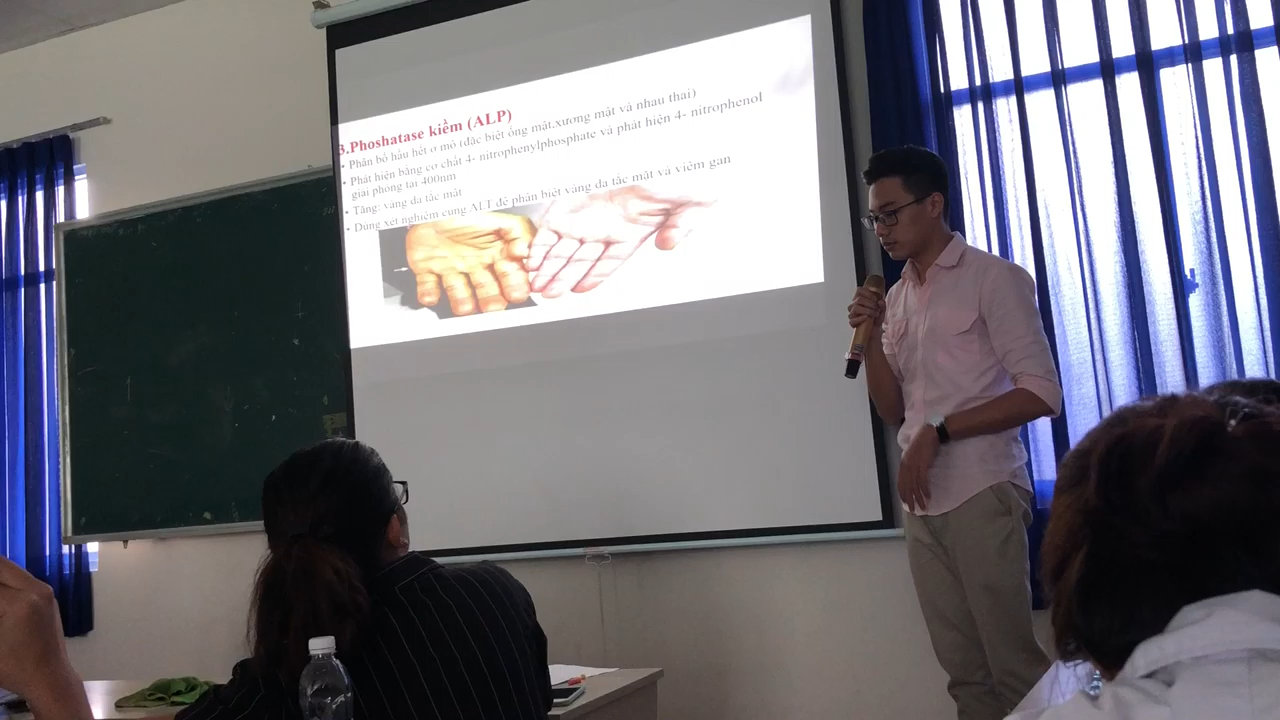 3.Phoshatase kiềm (ALP)
• Phân bố hầu hết ở mô (đặc biệt ống mật,xương mật và nhau thai)
• Phát hiện bằng cơ chất 4- nitrophenylphosphate và phát hiện 4- nitrophenol
giải phóng tại 400nm
• Tăng: vàng da tắc mật
• Dùng xét nghiệm cùng ALT để phân biệt vàng da tắc mật và viêm gan